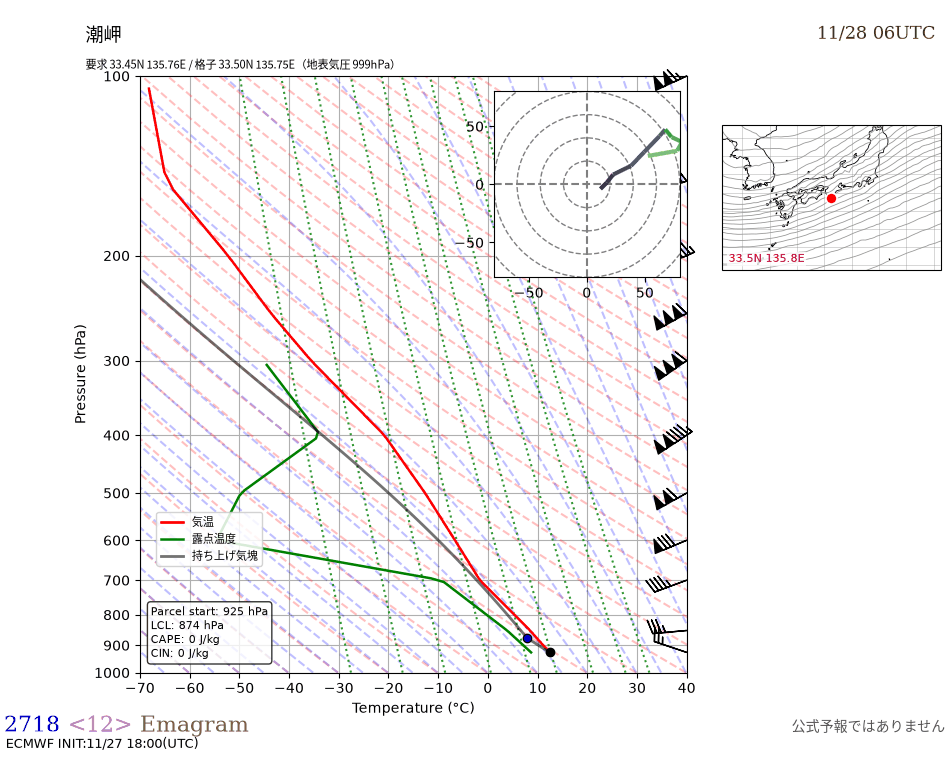 潮岬
11/28 06UTC
要求 33.45N 135.76E / 格子 33.50N 135.75E（地表気圧 999hPa）
100
200
300
400
500
600
700
800
900
1000
Pressure (hPa)
−70 −60 −50 −40 −30 −20 −10 0 10 20 30 40
Temperature (°C)
50
0
−50
−50 0 50
33.5N 135.8E
気温
露点温度
持ち上げ気塊
Parcel start: 925 hPa
LCL: 874 hPa
CAPE: 0 J/kg
CIN: 0 J/kg
2718 <12> Emagram
公式予報ではありません
ECMWF INIT:11/27 18:00(UTC)